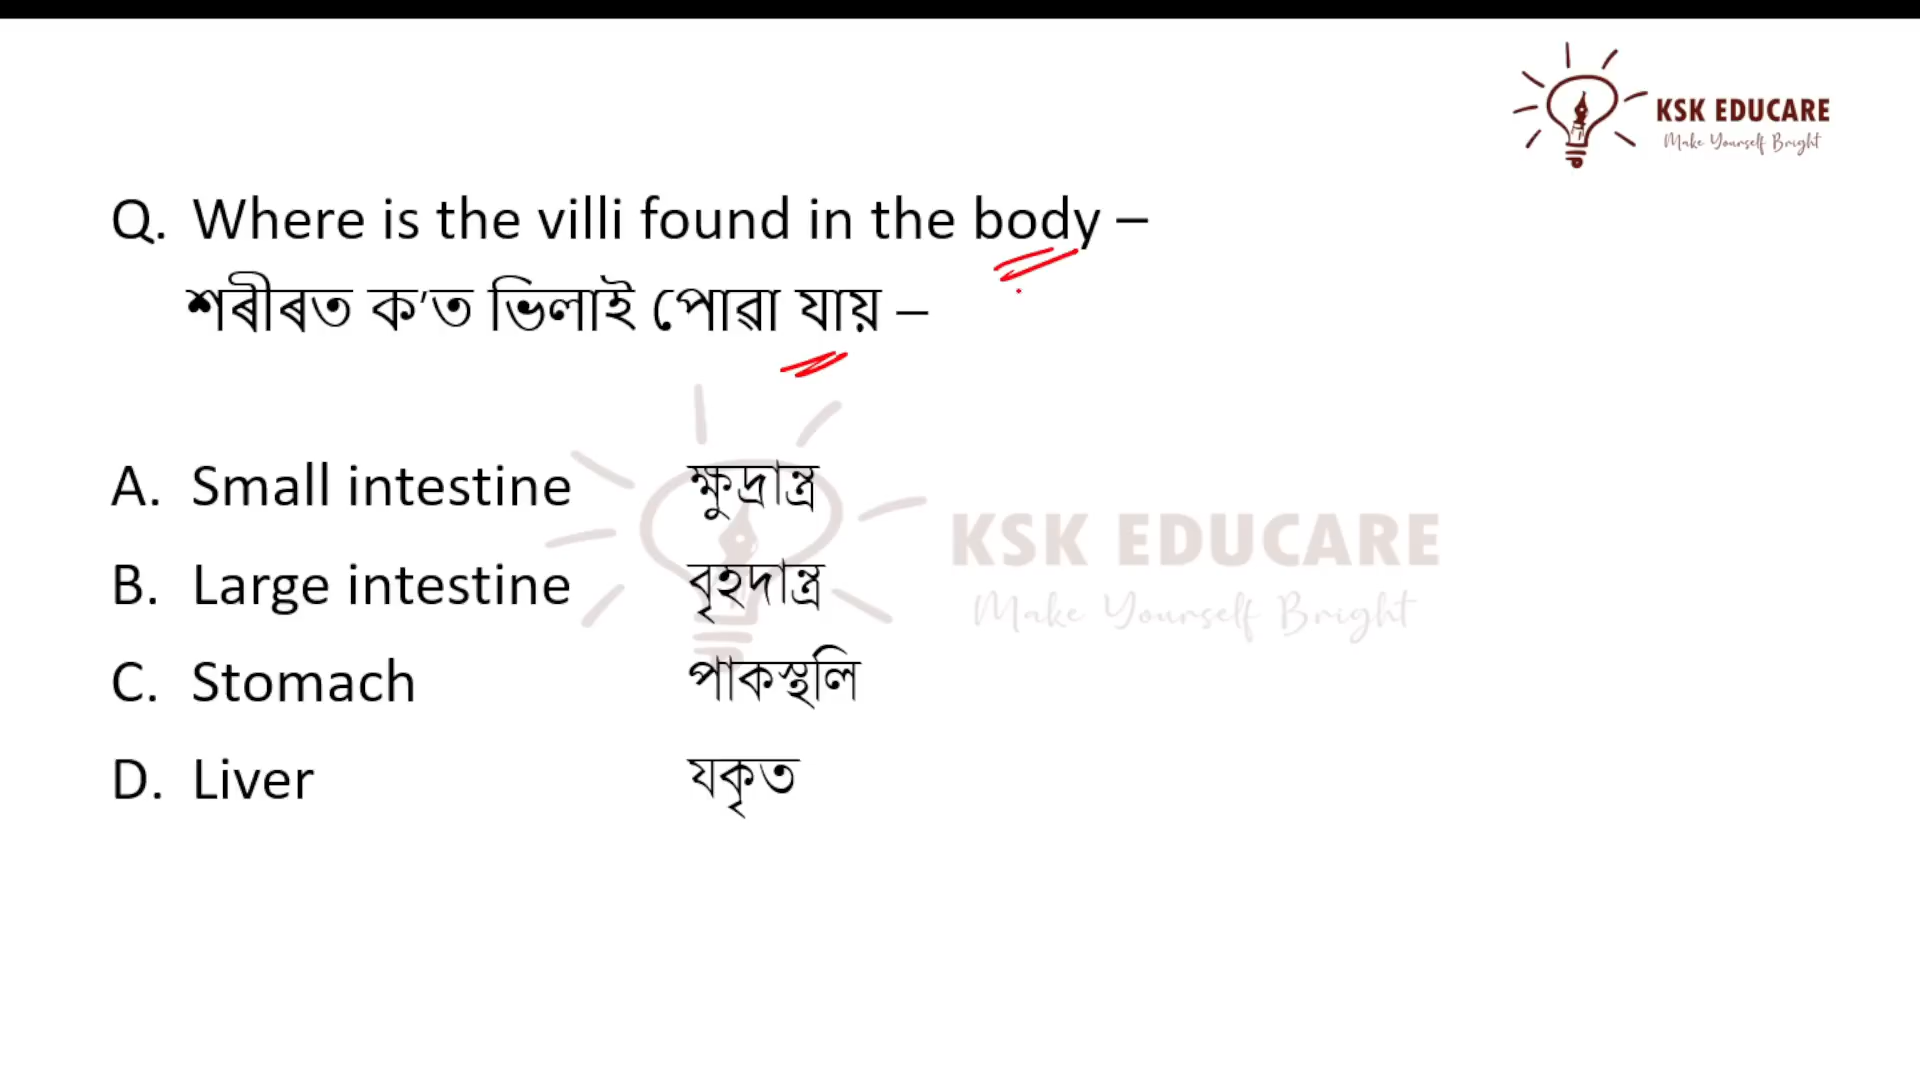 KSK EDUCARE
Make Yourself Bright
Q. Where is the villi found in the body –
শৰীৰত ক'ত ভিলাই পোৱা যায় –
A. Small intestine ক্ষুদ্ৰান্ত্ৰ
B. Large intestine বৃহদান্ত্ৰ
C. Stomach পাকস্থলি
D. Liver যকৃত
KSK EDUCARE
Make Yourself Bright